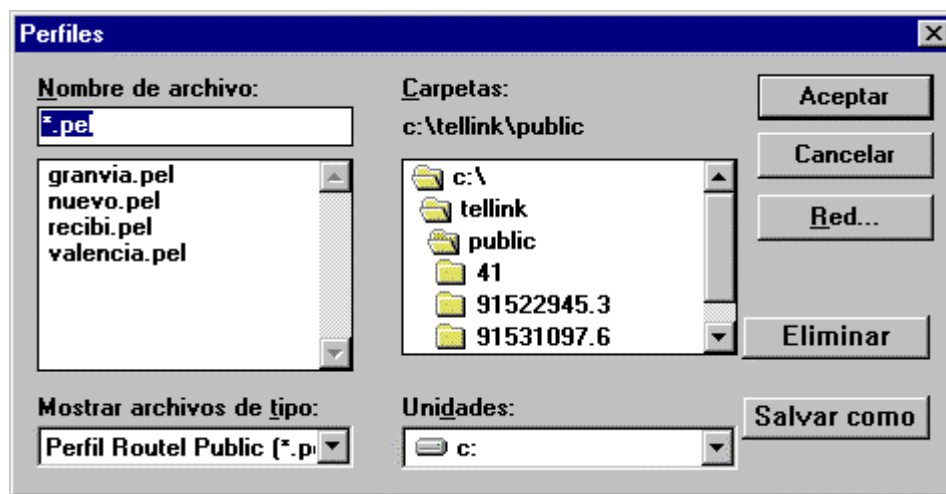 Perfiles
Nombre de archivo:
*.pel
granvia.pel
nuevo.pel
recibi.pel
valencia.pel
Mostrar archivos de tipo:
Perfil Routel Public (*.p
Carpetas:
c:\tellink\public
c:\
tellink
public
41
91522945.3
91531097.6
Unidades:
c:
Aceptar
Cancelar
Red...
Eliminar
Salvar como